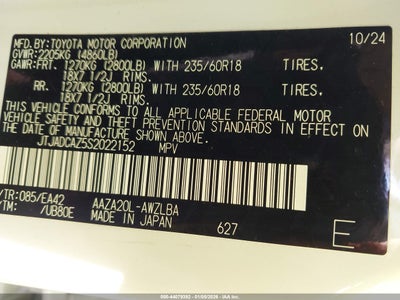 MFD. BY: TOYOTA MOTOR CORPORATION 10/24
GVWR: 2205KG (4860LB)
GAWR: FRT. 1270KG (2800LB) WITH 235/60R18 TIRES.
18X7 1/2J RIMS.
RR. 1270KG (2800LB) WITH 235/60R18 TIRES.
18X7 1/2J RIMS.
THIS VEHICLE CONFORMS TO ALL APPLICABLE FEDERAL MOTOR
VEHICLE SAFETY AND THEFT PREVENTION STANDARDS IN EFFECT ON
THE DATE OF MANUFACTURE SHOWN ABOVE.
JTJADCAZ5S2022152 MPV
/TR:085/EA42 AAZA20L-AWZLBA
/TM: /UB80E MADE IN JAPAN 627 E